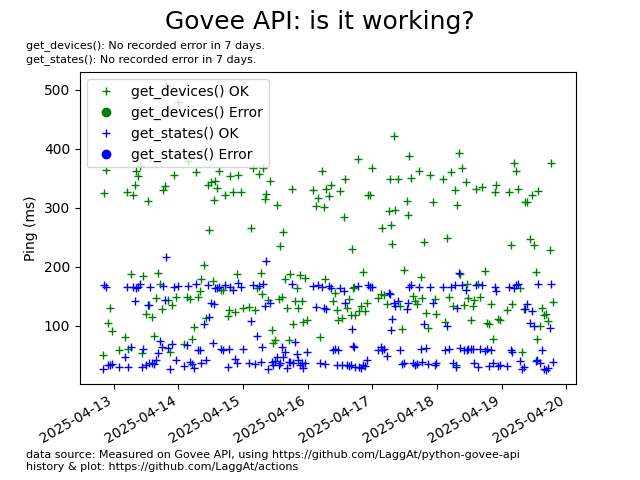 Govee API: is it working?
get_devices(): No recorded error in 7 days.
get_states(): No recorded error in 7 days.
get_devices() OK
get_devices() Error
get_states() OK
get_states() Error
500
400
300
200
100
Ping (ms)
2025-04-13
2025-04-14
2025-04-15
2025-04-16
2025-04-17
2025-04-18
2025-04-19
2025-04-20
data source: Measured on Govee API, using https://github.com/LaggAt/python-govee-api
history & plot: https://github.com/LaggAt/actions